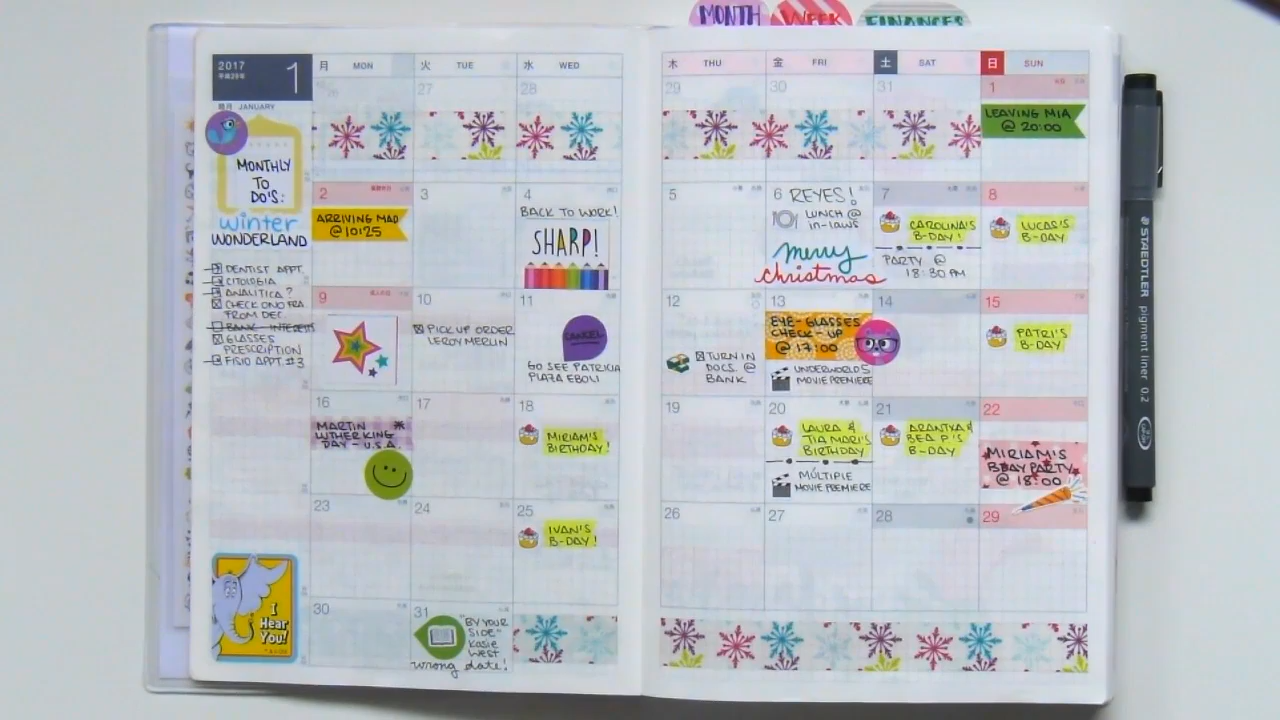 MONTH
WEEK
FINANCES
2017
平成29年
1
JANUARY
月 MON
火 TUE
水 WED
木 THU
金 FRI
土 SAT
日 SUN
26
27
28
29
30
31
1
LEAVING MIA
@ 20:00
MONTHLY
TO
DO'S:
winter
WONDERLAND
DENTIST APPT.
CITOLOGIA
ANALITICA?
CHECK ONO FRA
FROM DEC.
BANK - INTERESTS
GLASSES
PRESCRIPTION
FISIO APPT. #3
I
Hear
You!
2
ARRIVING MAD
@ 10:25
3
4
BACK TO WORK!
SHARP!
5
6 REYES!
LUNCH @
in-LAWS
merry
christmas
7
CAROLINA'S
B-DAY!
PARTY @
18:30 PM
8
LUCAS'S
B-DAY
9
10
PICK UP ORDER
LEROY MERLIN
11
CANCEL
GO SEE PATRICIA
PLAZA EBOLI
12
TURN IN
DOCS. @
BANK
13
EYE-GLASSES
CHECK-UP
@ 17:00
UNDERWORLD 5
MOVIE PREMIERE
14
15
PATRI'S
B-DAY
16
MARTIN
LUTHER KING
DAY - U.S.A.
17
18
MIRIAM'S
BIRTHDAY!
19
20
LAURA &
TIA MARI'S
BIRTHDAY
MÚLTIPLE
MOVIE PREMIERE
21
ARANTXA &
BEA P.'S
B-DAY
22
MIRIAM'S
BDAY PARTY
@ 18:00
23
24
25
IVAN'S
B-DAY!
26
27
28
29
30
31
"BY YOUR
SIDE"
KASIE
WEST
wrong date!
STAEDTLER pigment liner 0.2